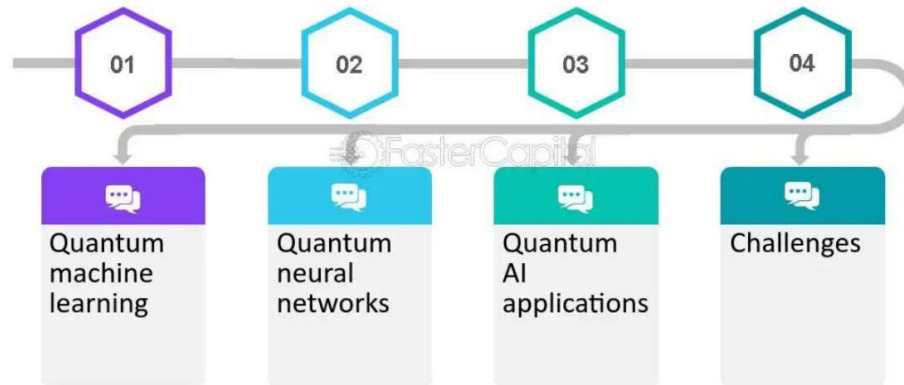 01
02
03
04
FasterCapital
Quantum
machine
learning
Quantum
neural
networks
Quantum
AI
applications
Challenges